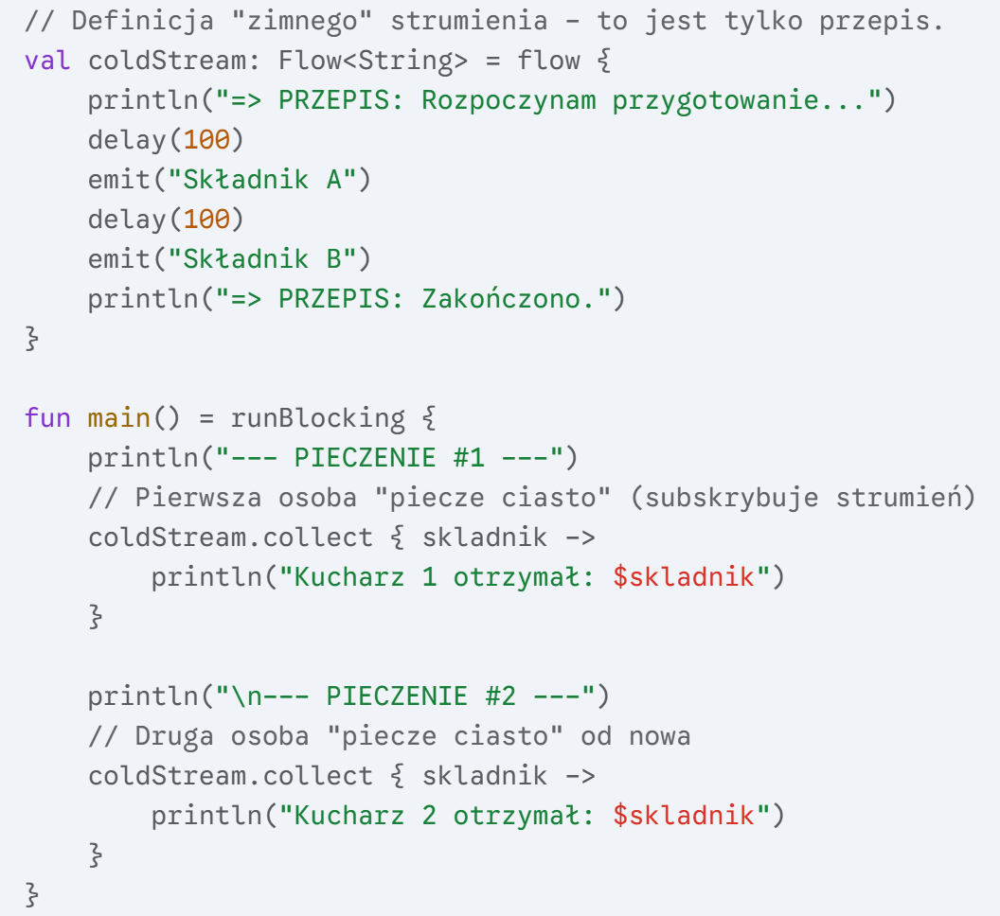 // Definicja "zimnego" strumienia – to jest tylko przepis.
val coldStream: Flow<String> = flow {
    println("=> PRZEPIS: Rozpoczynam przygotowanie...")
    delay(100)
    emit("Składnik A")
    delay(100)
    emit("Składnik B")
    println("=> PRZEPIS: Zakończono.")
}

fun main() = runBlocking {
    println("--- PIECZENIE #1 ---")
    // Pierwsza osoba "piecze ciasto" (subskrybuje strumień)
    coldStream.collect { skladnik ->
        println("Kucharz 1 otrzymał: $skladnik")
    }

    println("\n--- PIECZENIE #2 ---")
    // Druga osoba "piecze ciasto" od nowa
    coldStream.collect { skladnik ->
        println("Kucharz 2 otrzymał: $skladnik")
    }
}